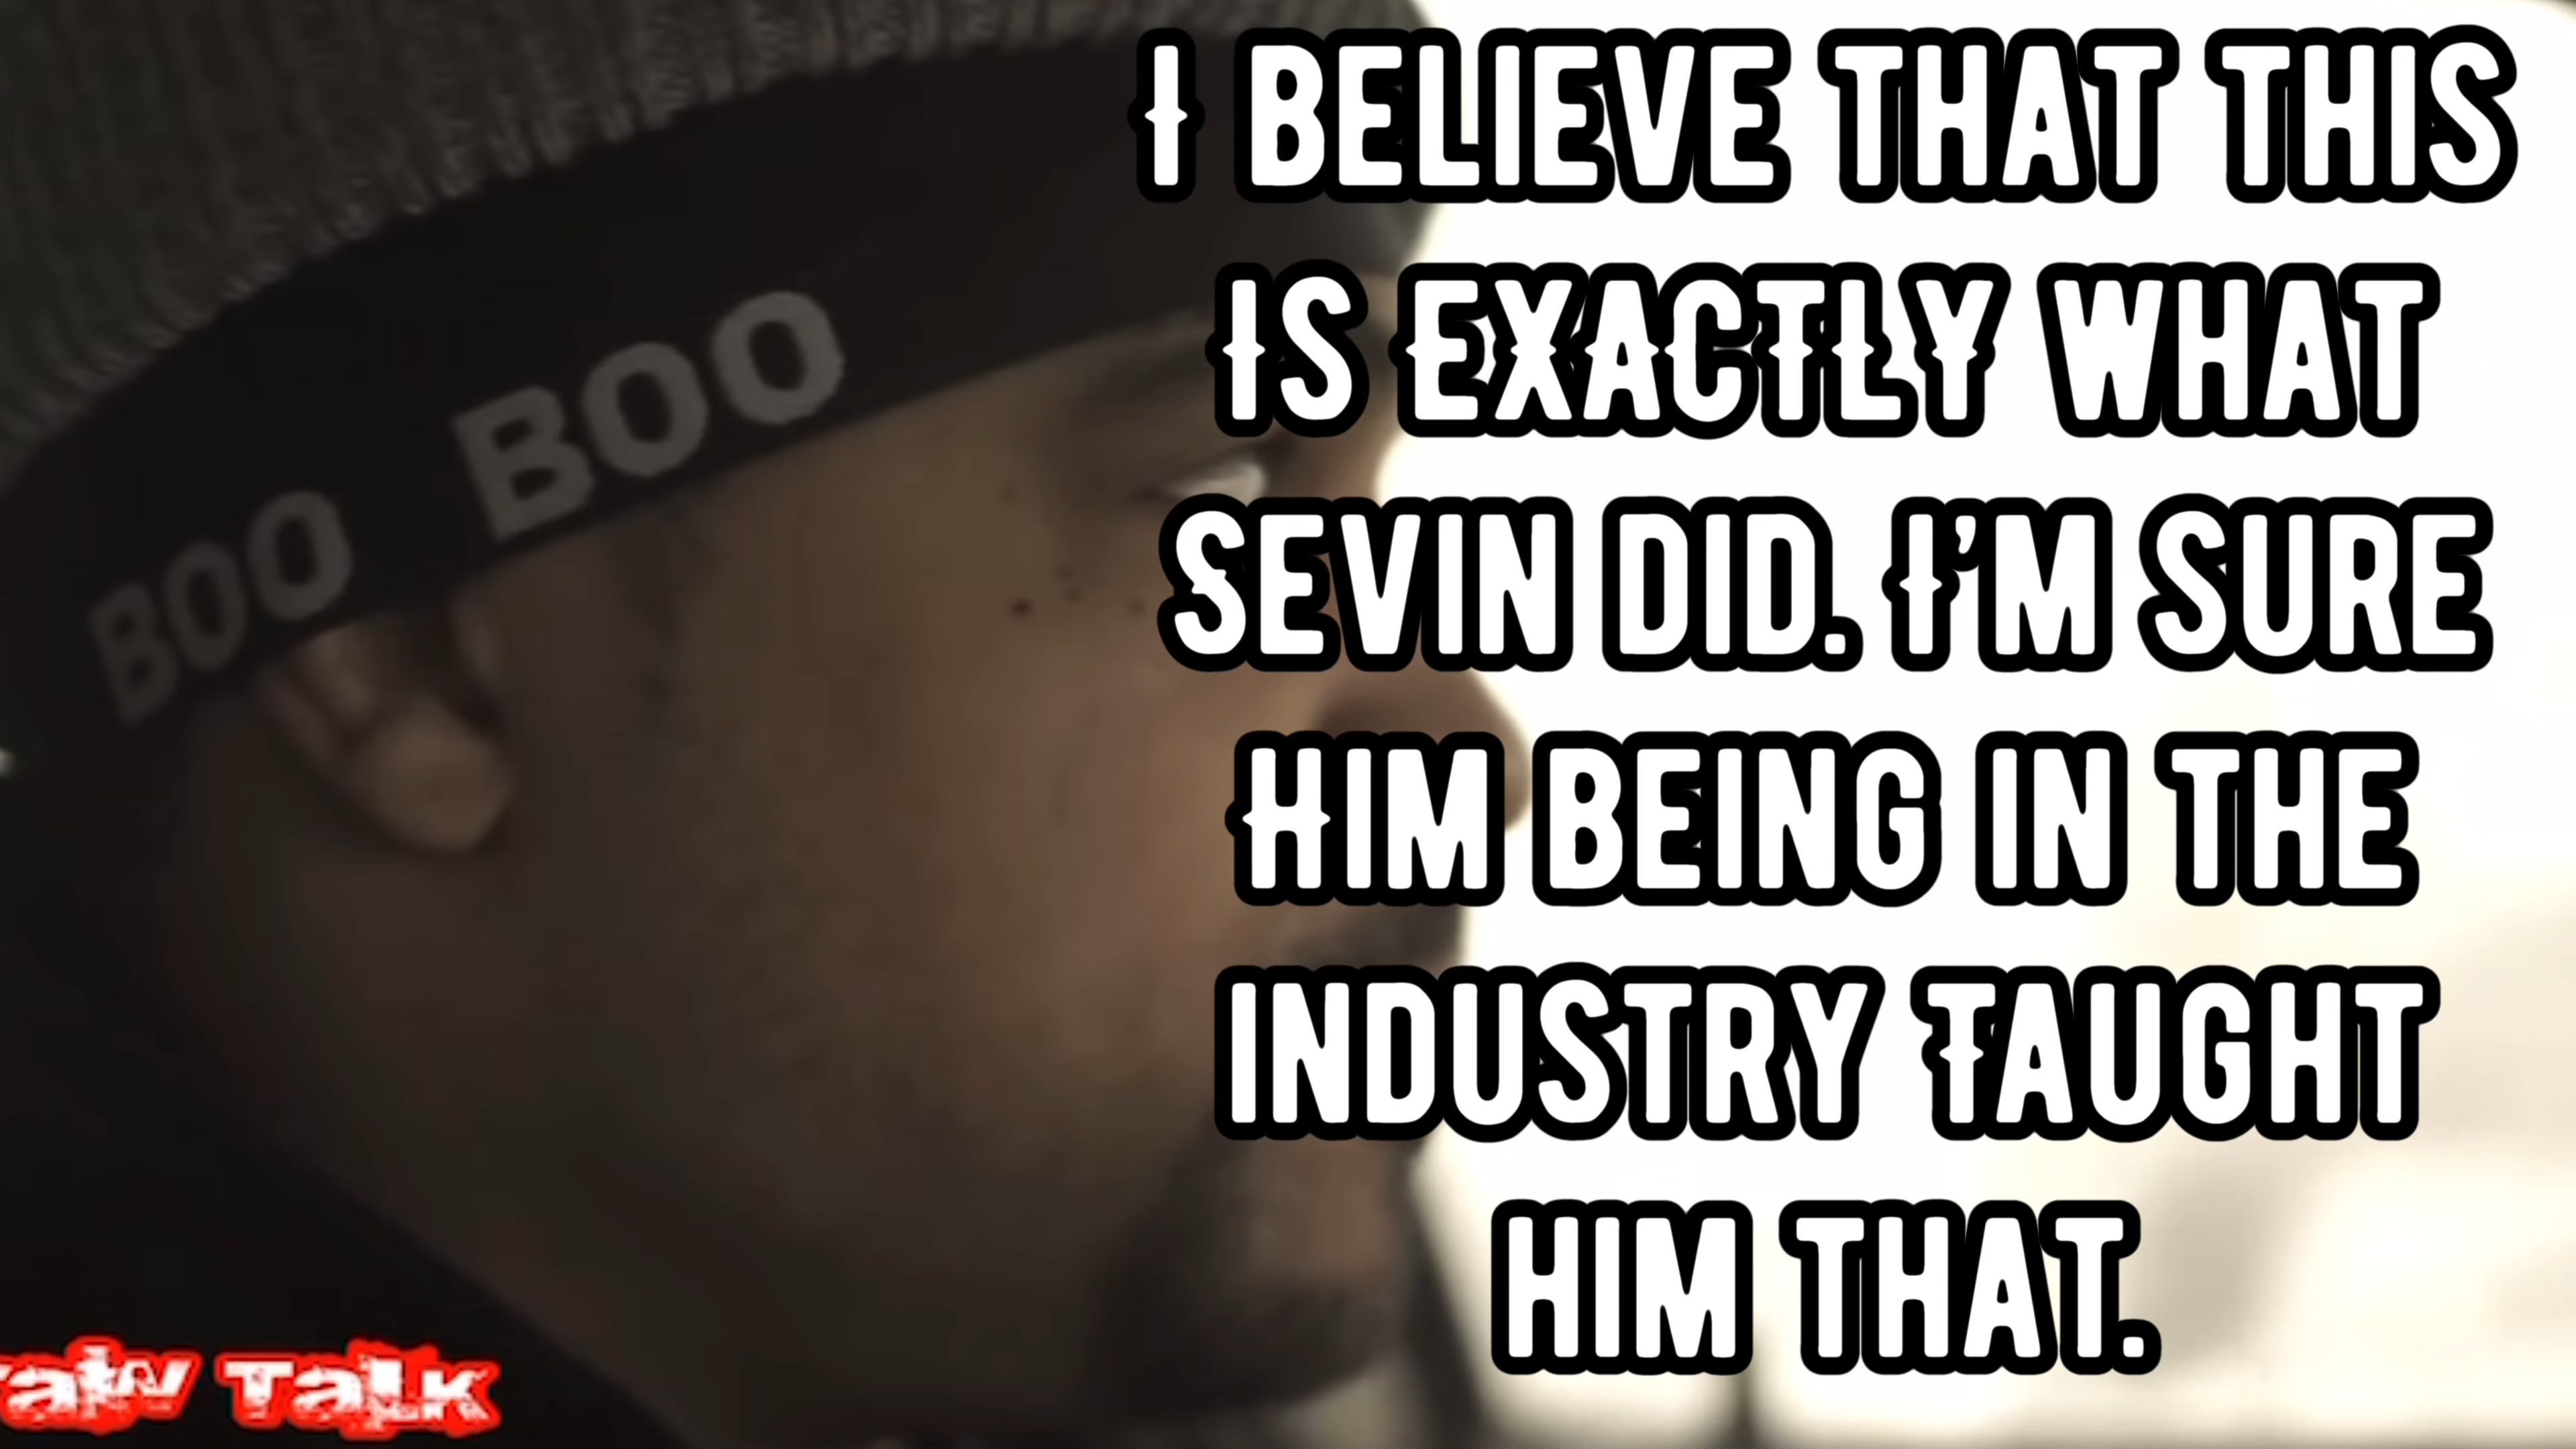 I BELIEVE THAT THIS
IS EXACTLY WHAT
SEVIN DID. I'M SURE
HIM BEING IN THE
INDUSTRY TAUGHT
HIM THAT.
BOO BOO
Talk